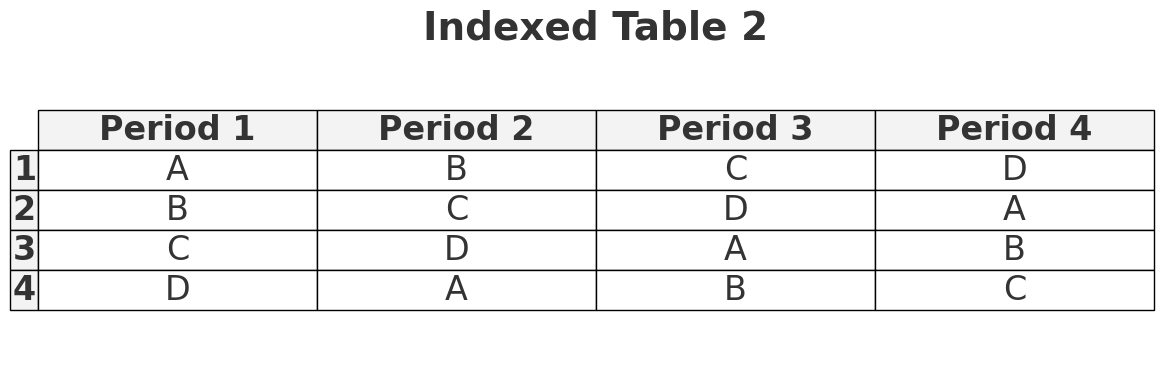 Indexed Table 2
Period 1 Period 2 Period 3 Period 4
1 A B C D
2 B C D A
3 C D A B
4 D A B C